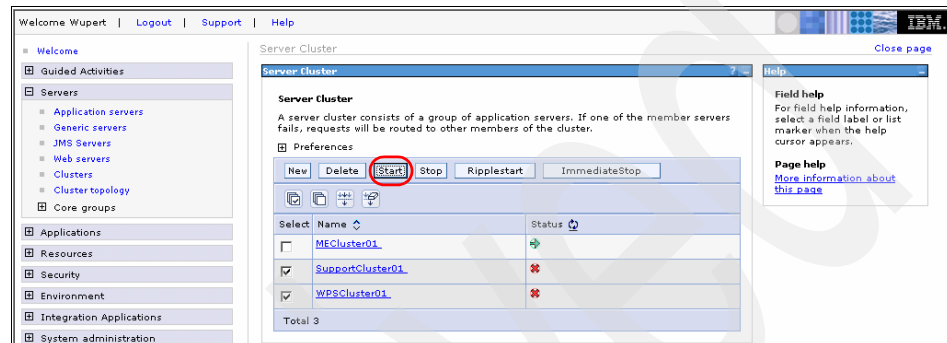 Welcome Wupert | Logout | Support | Help
IBM.
Welcome
Guided Activities
Servers
Application servers
Generic servers
JMS Servers
Web servers
Clusters
Cluster topology
Core groups
Applications
Resources
Security
Environment
Integration Applications
System administration
Server Cluster
Close page
Server Cluster
? _
Server Cluster
A server cluster consists of a group of application servers. If one of the member servers
fails, requests will be routed to other members of the cluster.
Preferences
New Delete Start Stop Ripplestart ImmediateStop
Select Name Status
MECluster01
SupportCluster01
WPSCluster01
Total 3
Help
Field help
For field help information,
select a field label or list
marker when the help
cursor appears.
Page help
More information about
this page